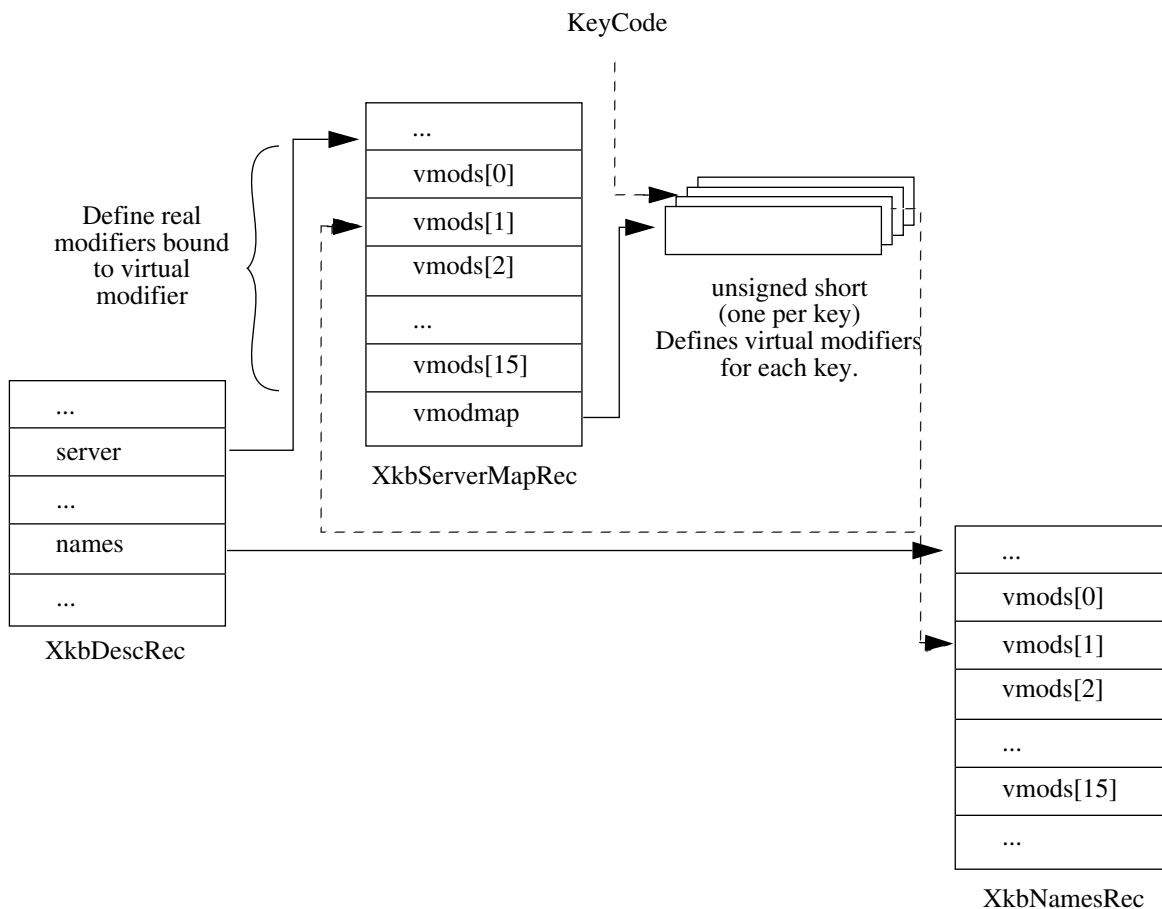 KeyCode
...
vmods[0]
vmods[1]
vmods[2]
...
vmods[15]
vmodmap
XkbServerMapRec
Define real
modifiers bound
to virtual
modifier
unsigned short
(one per key)
Defines virtual modifiers
for each key.
...
server
...
names
...
XkbDescRec
...
vmods[0]
vmods[1]
vmods[2]
...
vmods[15]
...
XkbNamesRec